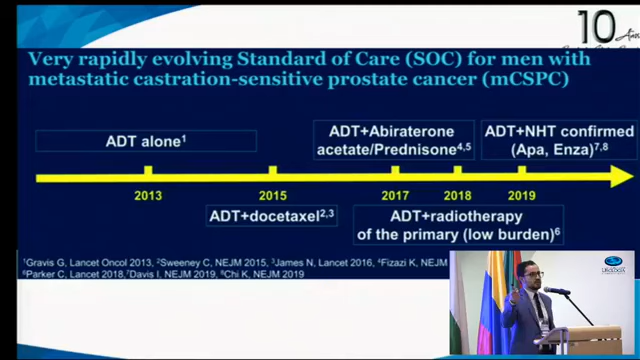 10 Años
Very rapidly evolving Standard of Care (SOC) for men with
metastatic castration-sensitive prostate cancer (mCSPC)
ADT alone¹
ADT+Abiraterone
acetate/Prednisone⁴,⁵
ADT+NHT confirmed
(Apa, Enza)⁷,⁸
2013
2015
2017
2018
2019
ADT+docetaxel²,³
ADT+radiotherapy
of the primary (low burden)⁶
¹Gravis G, Lancet Oncol 2013, ²Sweeney C, NEJM 2015, ³James N, Lancet 2016, ⁴Fizazi K, NEJM
⁶Parker C, Lancet 2018,⁷Davis I, NEJM 2019, ⁸Chi K, NEJM 2019